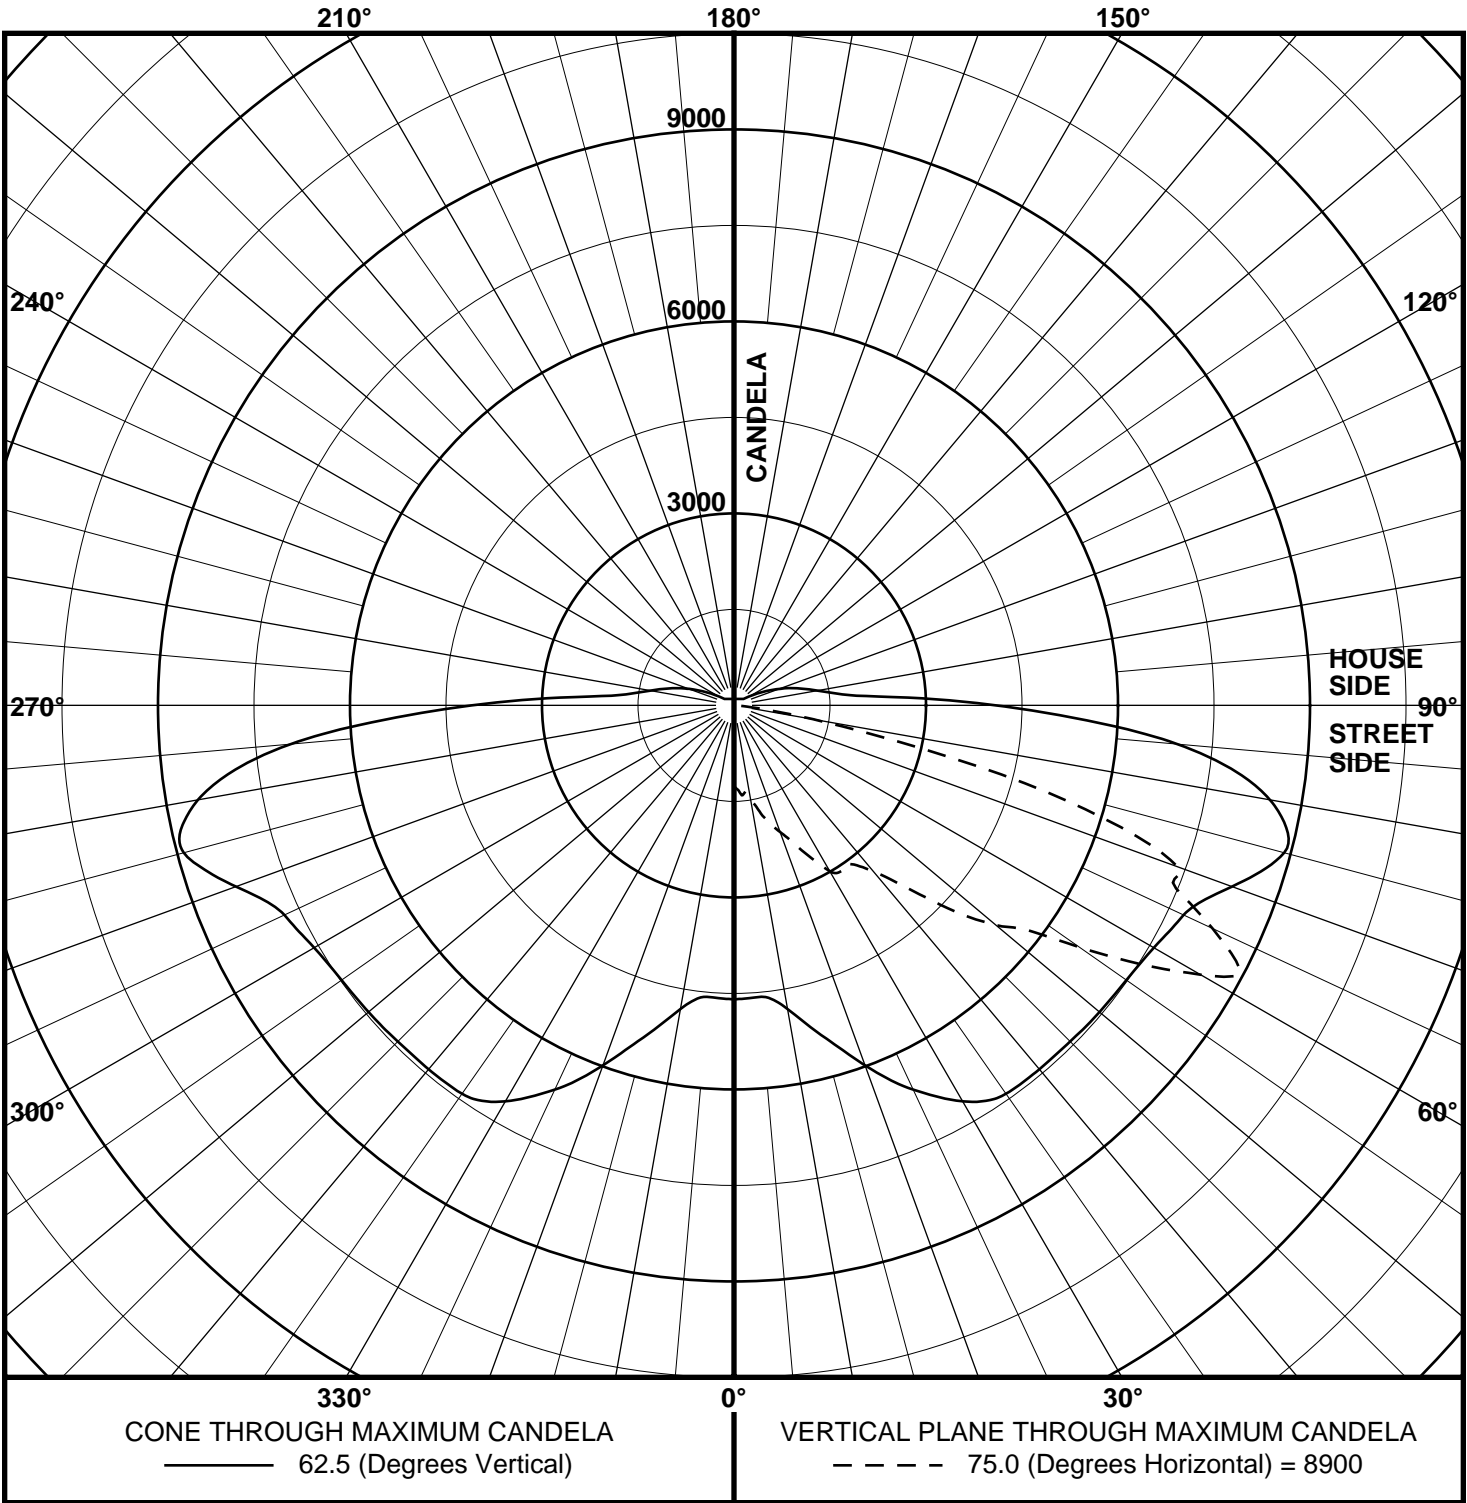 210° 180° 150°
9000
240° 120°
6000
CANDELA
3000
HOUSE
SIDE
270° 90°
STREET
SIDE
300° 60°
330° 0° 30°
CONE THROUGH MAXIMUM CANDELA
62.5 (Degrees Vertical)
VERTICAL PLANE THROUGH MAXIMUM CANDELA
75.0 (Degrees Horizontal) = 8900